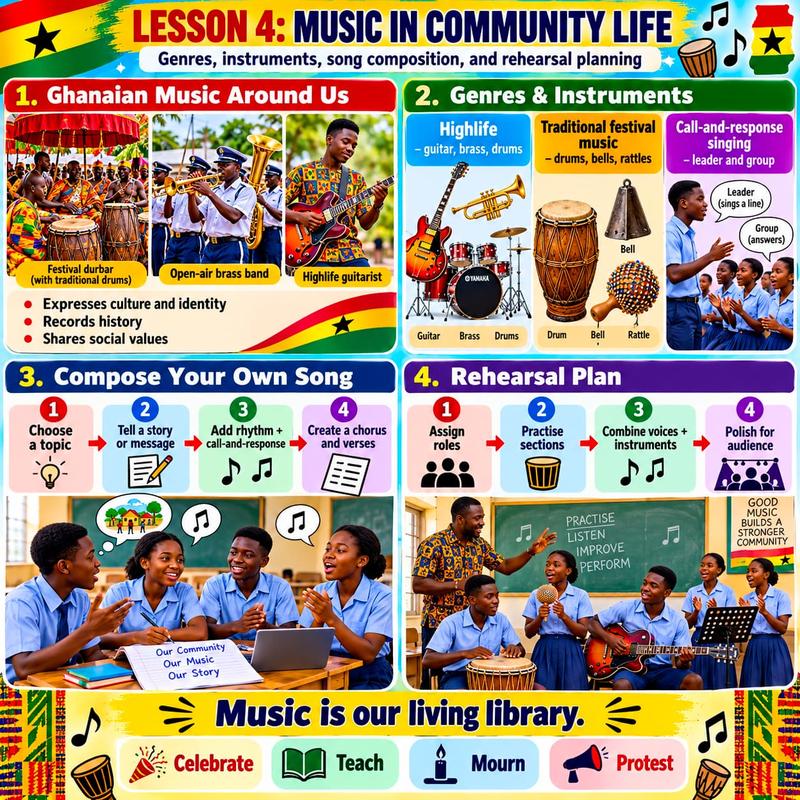 LESSON 4: MUSIC IN COMMUNITY LIFE
Genres, instruments, song composition, and rehearsal planning
1. Ghanaian Music Around Us
Festival durbar
(with traditional drums)
Open-air brass band
Highlife guitarist
• Expresses culture and identity
• Records history
• Shares social values
2. Genres & Instruments
Highlife
– guitar, brass, drums
YAMAHA
Guitar
Brass
Drums
Traditional festival
music
– drums, bells, rattles
Bell
Drum
Bell
Rattle
Call-and-response
singing
– leader and group
Leader
(sings a line)
Group
(answers)
3. Compose Your Own Song
1
Choose
a topic
2
Tell a story
or message
3
Add rhythm +
call-and-response
4
Create a chorus
and verses
Our Community
Our Music
Our Story
4. Rehearsal Plan
1
Assign
roles
2
Practise
sections
3
Combine voices +
instruments
4
Polish for
audience
PRACTISE
LISTEN
IMPROVE
PERFORM
GOOD
MUSIC
BUILDS A
STRONGER
COMMUNITY
Music is our living library.
Celebrate
Teach
Mourn
Protest